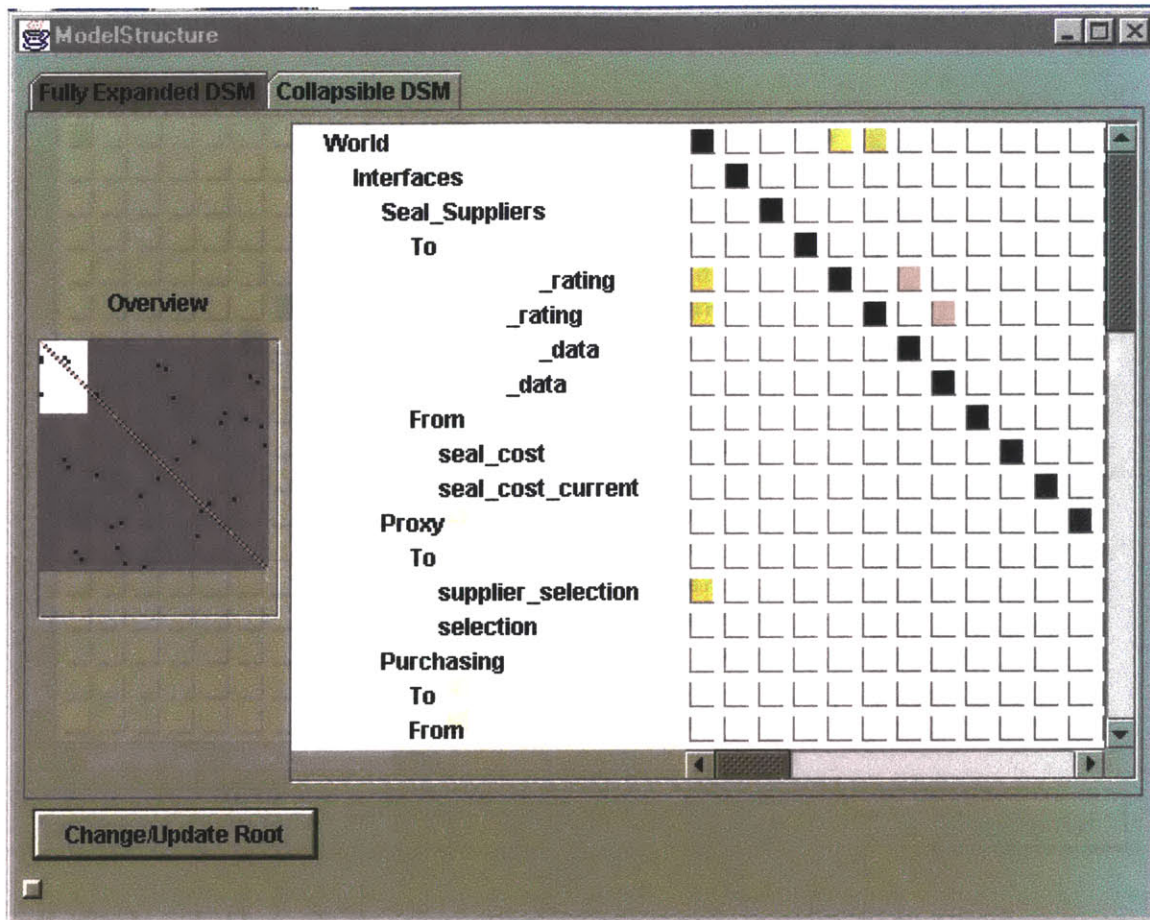 ModelStructure
Fully Expanded DSM
Collapsible DSM
World
Interfaces
Seal_Suppliers
To
_rating
Overview
_rating
_data
_data
From
seal_cost
seal_cost_current
Proxy
To
supplier_selection
selection
Purchasing
To
From
Change/Update Root